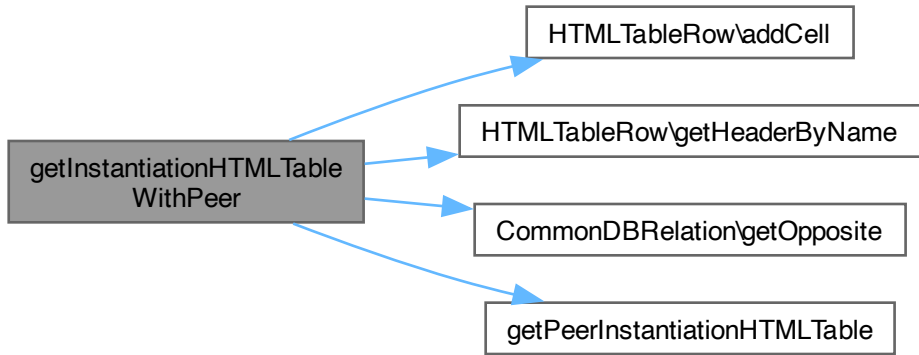 HTMLTableRow\addCell
HTMLTableRow\getHeaderByName
getInstantiationHTMLTable
WithPeer
CommonDBRelation\getOpposite
getPeerInstantiationHTMLTable